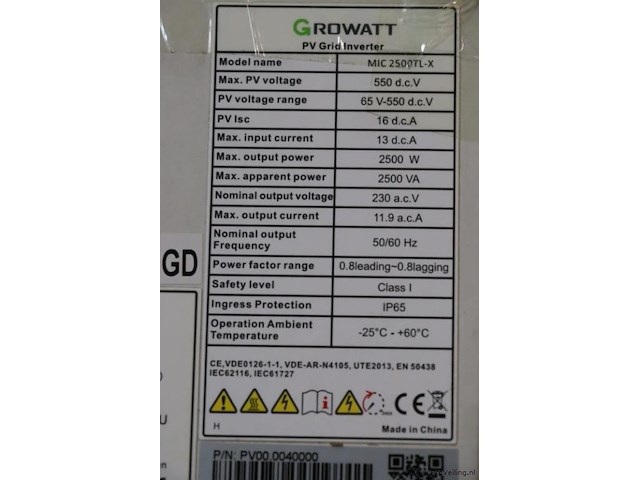 GROWATT
PV Grid Inverter
Model name MIC 2500TL-X
Max. PV voltage 550 d.c.V
PV voltage range 65 V-550 d.c.V
PV Isc 16 d.c.A
Max. input current 13 d.c.A
Max. output power 2500 W
Max. apparent power 2500 VA
Nominal output voltage 230 a.c.V
Max. output current 11.9 a.c.A
Nominal output
Frequency 50/60 Hz
Power factor range 0.8leading~0.8lagging
Safety level Class I
Ingress Protection IP65
Operation Ambient
Temperature -25°C - +60°C
CE,VDE0126-1-1, VDE-AR-N4105, UTE2013, EN 50438
IEC62116, IEC61727
CE
H Made in China
P/N: PV00.0040000
GD